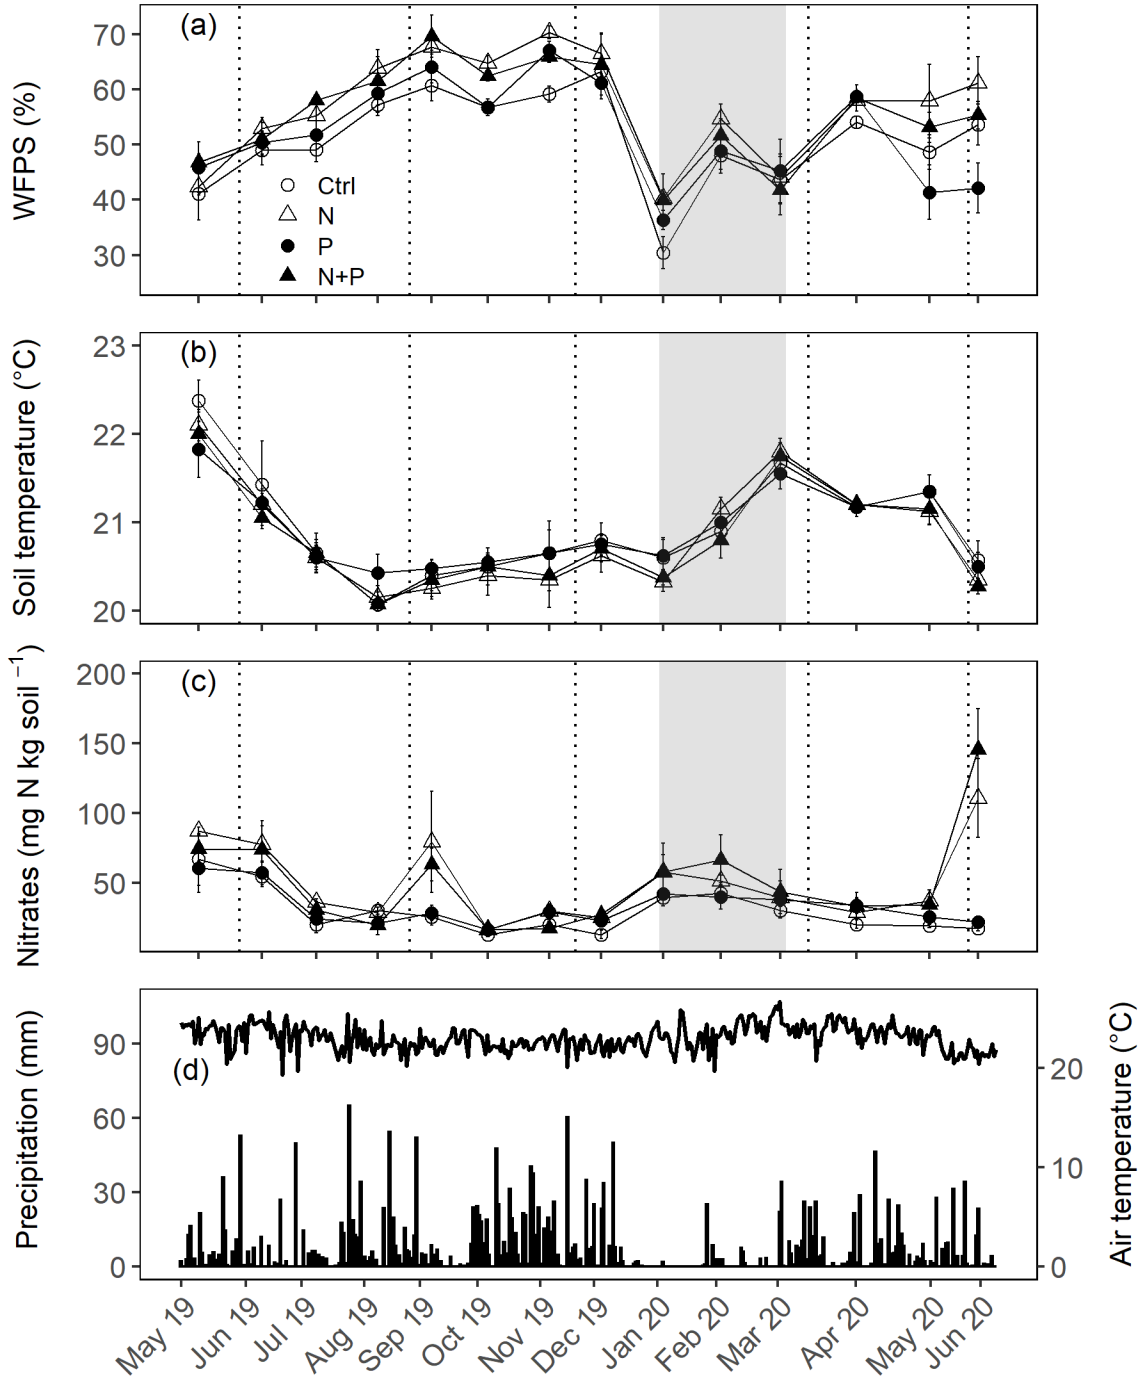 (a)
WFPS (%)
70
60
50
40
30
Ctrl
N
P
N+P
(b)
Soil temperature (°C)
23
22
21
20
(c)
Nitrates (mg N kg soil ⁻¹)
200
150
100
50
(d)
Precipitation (mm)
90
60
30
0
Air temperature (°C)
20
10
0
May 19
Jun 19
Jul 19
Aug 19
Sep 19
Oct 19
Nov 19
Dec 19
Jan 20
Feb 20
Mar 20
Apr 20
May 20
Jun 20